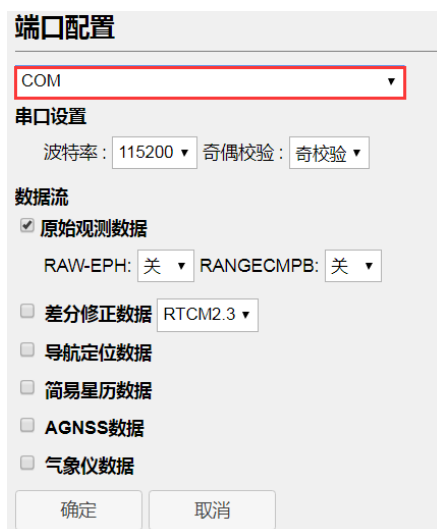 端口配置
COM
串口设置
波特率 : 115200 奇偶校验 : 奇校验
数据流
原始观测数据
RAW-EPH: 关 RANGECMPB: 关
差分修正数据 RTCM2.3
导航定位数据
简易星历数据
AGNSS数据
气象仪数据
确定 取消